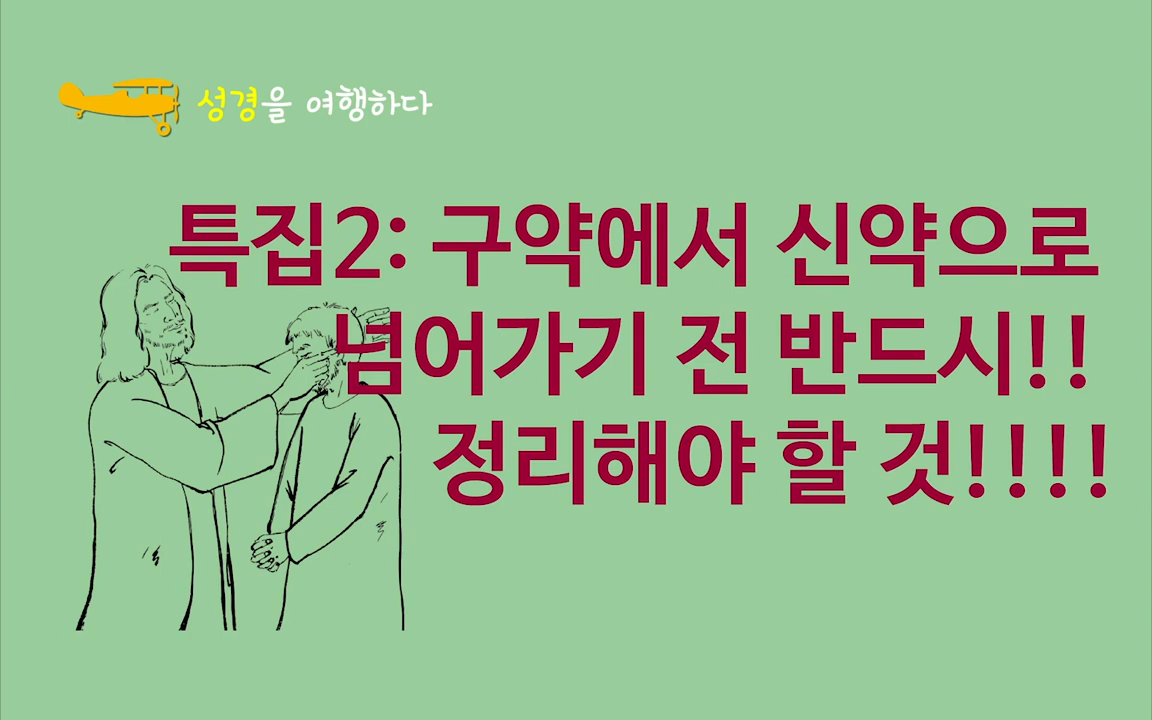 성경을 여행하다
특집2: 구약에서 신약으로
넘어가기 전 반드시!!
정리해야 할 것!!!!